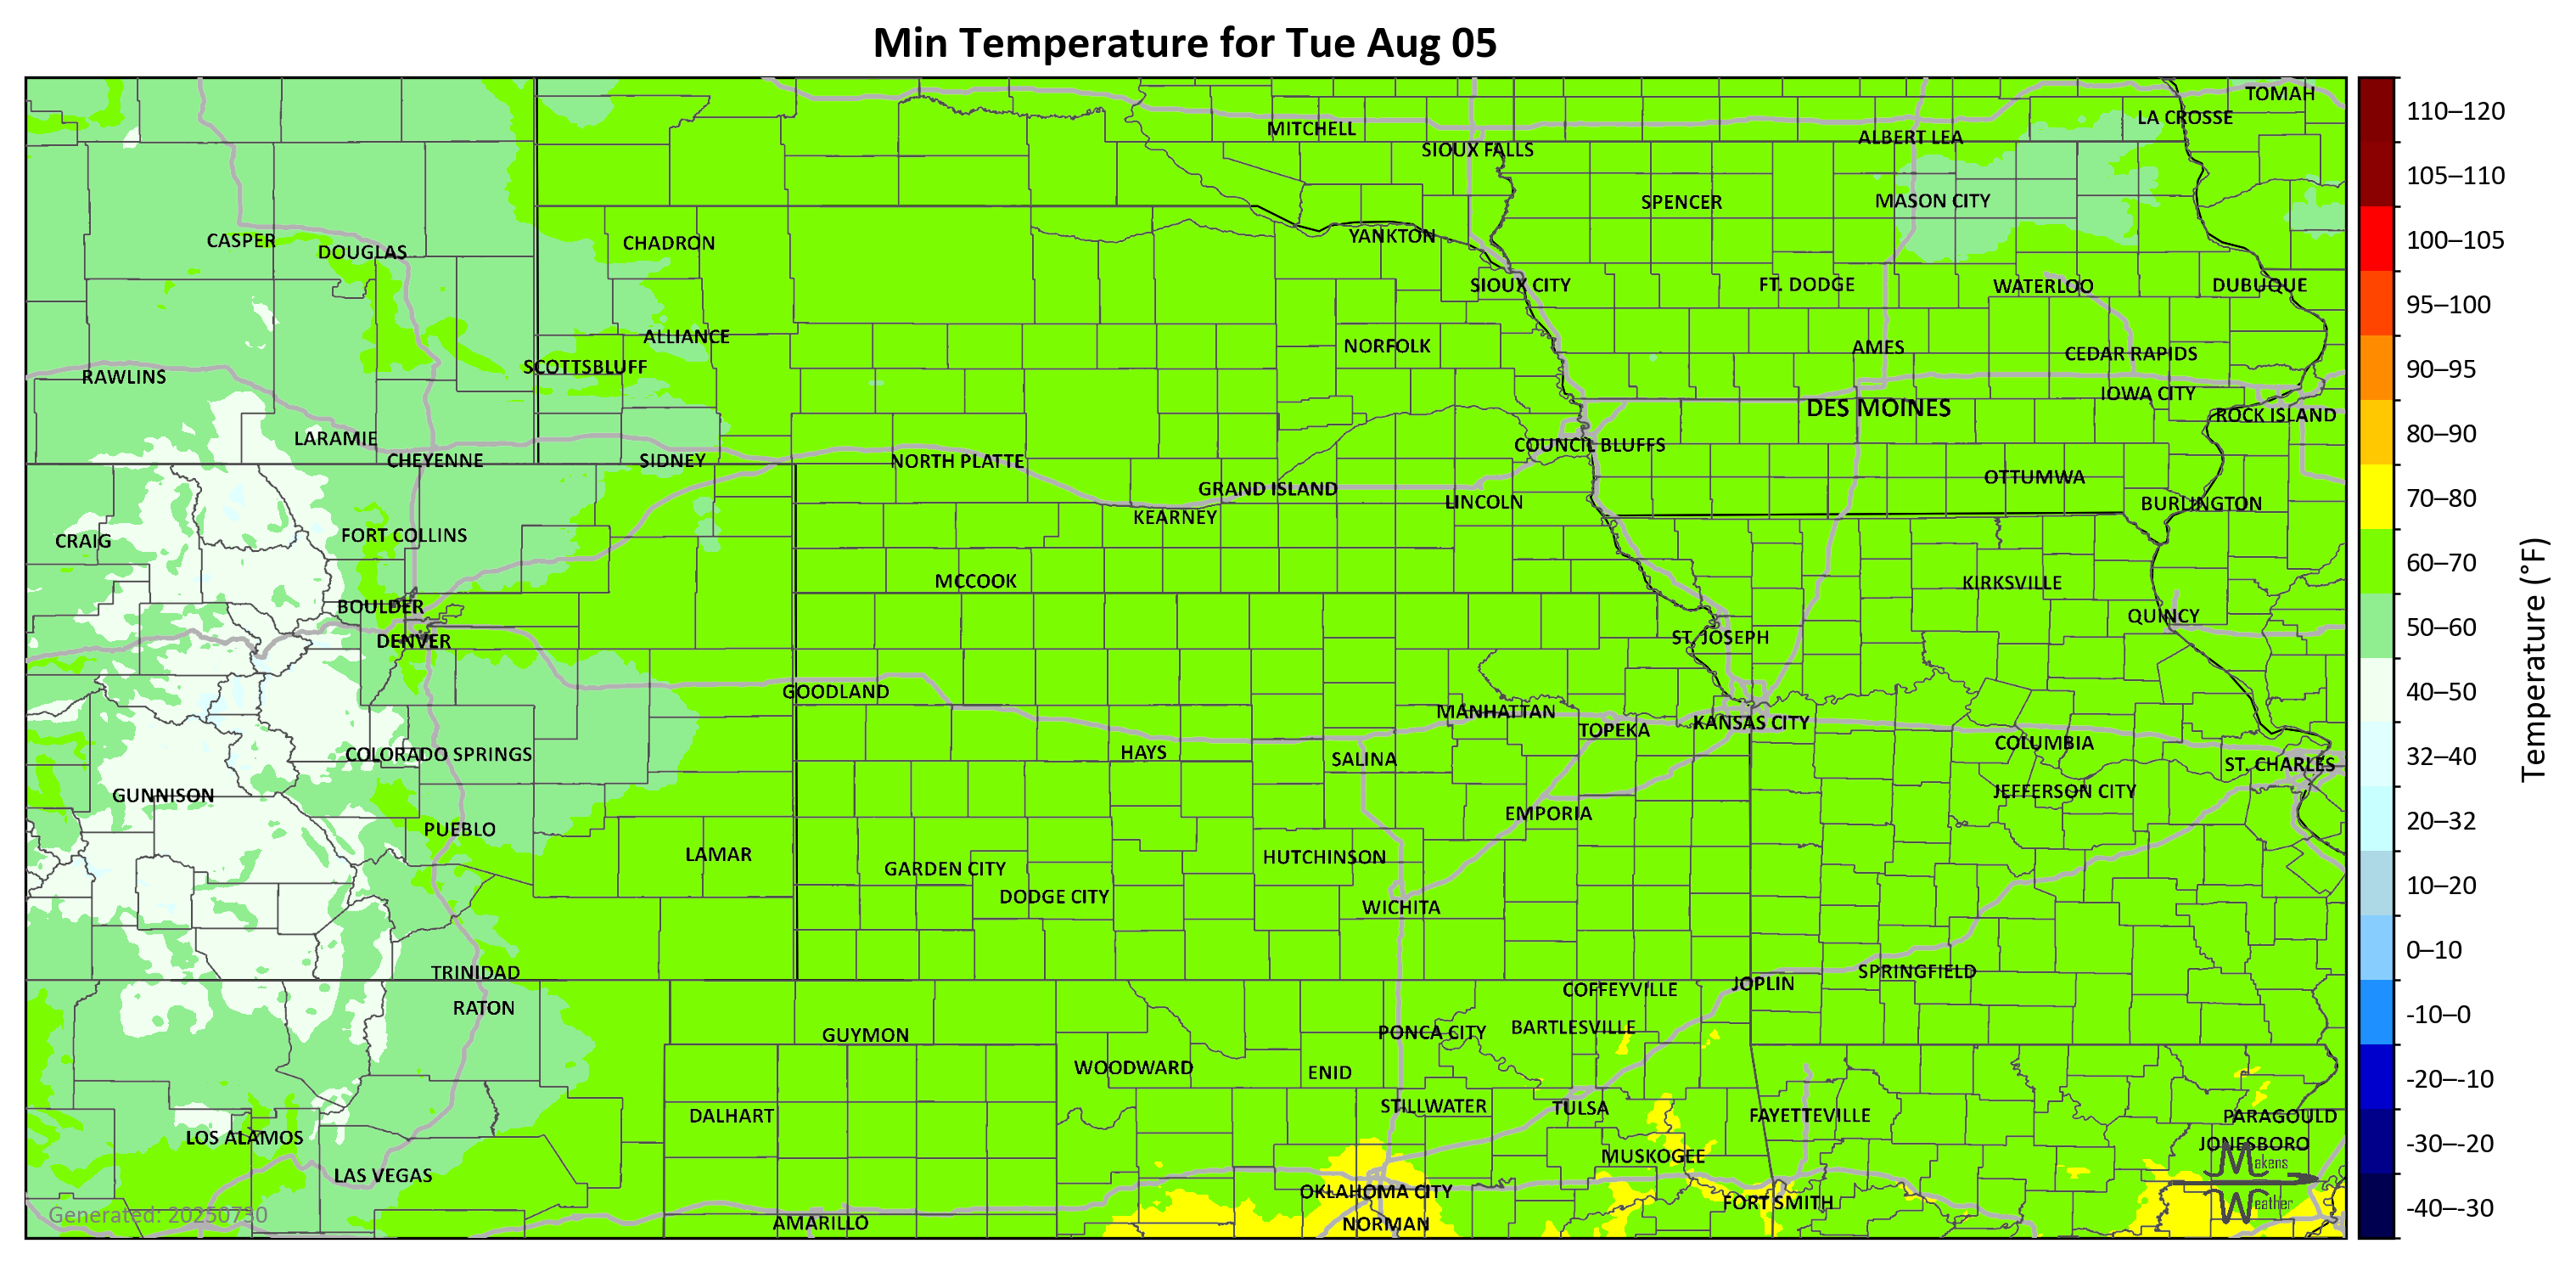 Min Temperature for Tue Aug 05
TOMAH
LA CROSSE
MITCHELL
ALBERT LEA
SIOUX FALLS
SPENCER
MASON CITY
CASPER
DOUGLAS
CHADRON
YANKTON
SIOUX CITY
FT. DODGE
WATERLOO
DUBUQUE
ALLIANCE
NORFOLK
AMES
CEDAR RAPIDS
SCOTTSBLUFF
RAWLINS
IOWA CITY
DES MOINES
ROCK ISLAND
LARAMIE
COUNCIL BLUFFS
CHEYENNE
SIDNEY
NORTH PLATTE
OTTUMWA
GRAND ISLAND
LINCOLN
BURLINGTON
KEARNEY
FORT COLLINS
CRAIG
MCCOOK
KIRKSVILLE
BOULDER
QUINCY
DENVER
ST. JOSEPH
GOODLAND
MANHATTAN
KANSAS CITY
TOPEKA
COLUMBIA
COLORADO SPRINGS
HAYS
SALINA
ST. CHARLES
GUNNISON
JEFFERSON CITY
EMPORIA
PUEBLO
LAMAR
HUTCHINSON
GARDEN CITY
DODGE CITY
WICHITA
TRINIDAD
SPRINGFIELD
JOPLIN
COFFEYVILLE
RATON
BARTLESVILLE
PONCA CITY
GUYMON
WOODWARD
ENID
STILLWATER
TULSA
DALHART
FAYETTEVILLE
PARAGOULD
LOS ALAMOS
JONESBORO
MUSKOGEE
LAS VEGAS
OKLAHOMA CITY
FORT SMITH
AMARILLO
NORMAN
Makens
Weather
Generated: 20250730
110–120
105–110
100–105
95–100
90–95
80–90
70–80
60–70
50–60
40–50
32–40
20–32
10–20
0–10
-10–0
-20–-10
-30–-20
-40–-30
Temperature (°F)